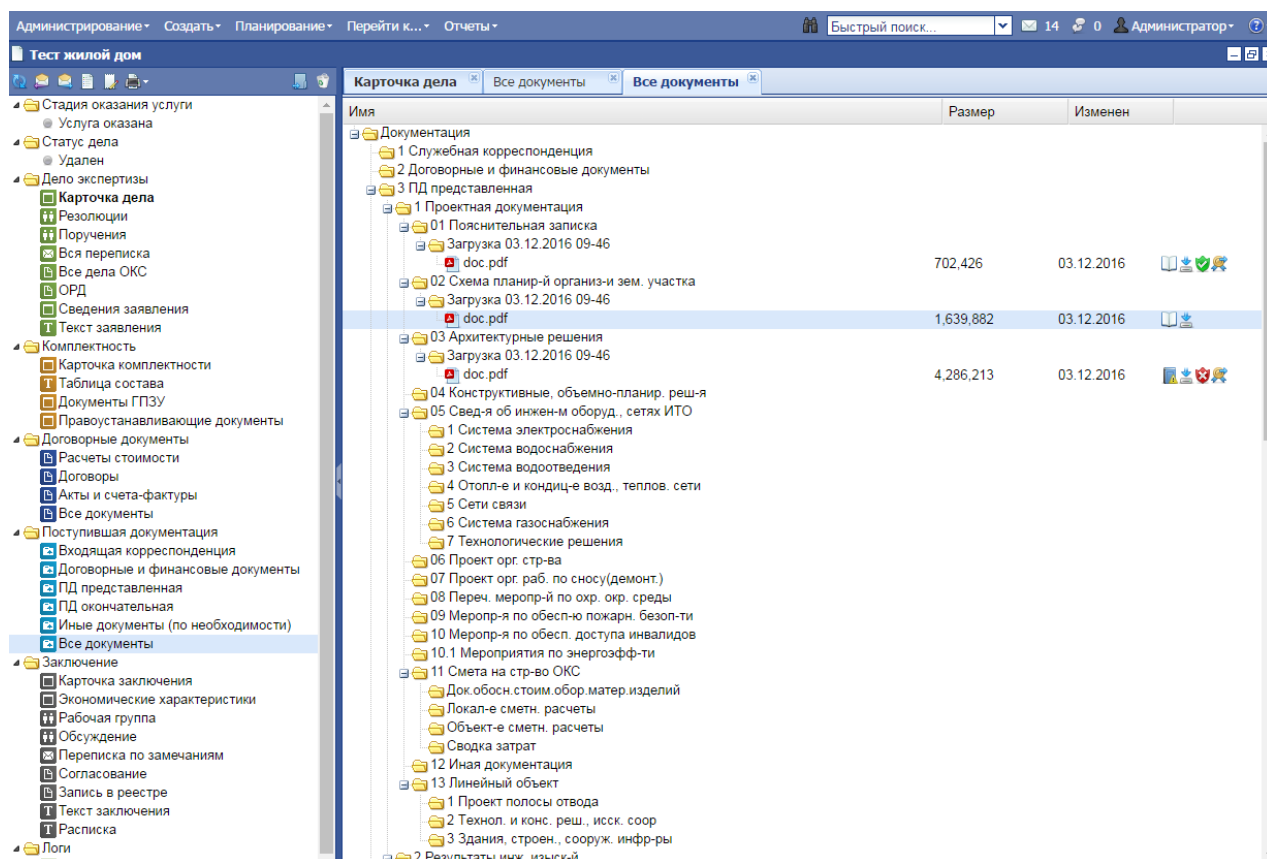 Администрирование Создать Планирование Перейти к... Отчеты Быстрый поиск... 14 0 Администратор
Тест жилой дом
Карточка дела Все документы Все документы
Стадия оказания услуги
Услуга оказана
Статус дела
Удален
Дело экспертизы
Карточка дела
Резолюции
Поручения
Вся переписка
Все дела ОКС
ОРД
Сведения заявления
Текст заявления
Комплектность
Карточка комплектности
Таблица состава
Документы ГПЗУ
Правоустанавливающие документы
Договорные документы
Расчеты стоимости
Договоры
Акты и счета-фактуры
Все документы
Поступившая документация
Входящая корреспонденция
Договорные и финансовые документы
ПД представленная
ПД окончательная
Иные документы (по необходимости)
Все документы
Заключение
Карточка заключения
Экономические характеристики
Рабочая группа
Обсуждение
Переписка по замечаниям
Согласование
Запись в реестре
Текст заключения
Расписка
Логи
Имя Размер Изменен
Документация
1 Служебная корреспонденция
2 Договорные и финансовые документы
3 ПД представленная
1 Проектная документация
01 Пояснительная записка
Загрузка 03.12.2016 09-46
doc.pdf 702,426 03.12.2016
02 Схема планир-й организ-и зем. участка
Загрузка 03.12.2016 09-46
doc.pdf 1,639,882 03.12.2016
03 Архитектурные решения
Загрузка 03.12.2016 09-46
doc.pdf 4,286,213 03.12.2016
04 Конструктивные, объемно-планир. реш-я
05 Свед-я об инжен-м оборуд., сетях ИТО
1 Система электроснабжения
2 Система водоснабжения
3 Система водоотведения
4 Отопл-е и кондиц-е возд., теплов. сети
5 Сети связи
6 Система газоснабжения
7 Технологические решения
06 Проект орг. стр-ва
07 Проект орг. раб. по сносу(демонт.)
08 Переч. меропр-й по охр. окр. среды
09 Меропр-я по обесп-ю пожарн. безоп-ти
10 Меропр-я по обесп. доступа инвалидов
10.1 Мероприятия по энергоэфф-ти
11 Смета на стр-во ОКС
Док.обосн.стоим.обор.матер.изделий
Локал-е сметн. расчеты
Объект-е сметн. расчеты
Сводка затрат
12 Иная документация
13 Линейный объект
1 Проект полосы отвода
2 Технол. и конс. реш., исск. соор
3 Здания, строен., сооруж. инфр-ры
2 Результаты инж. изыск-й